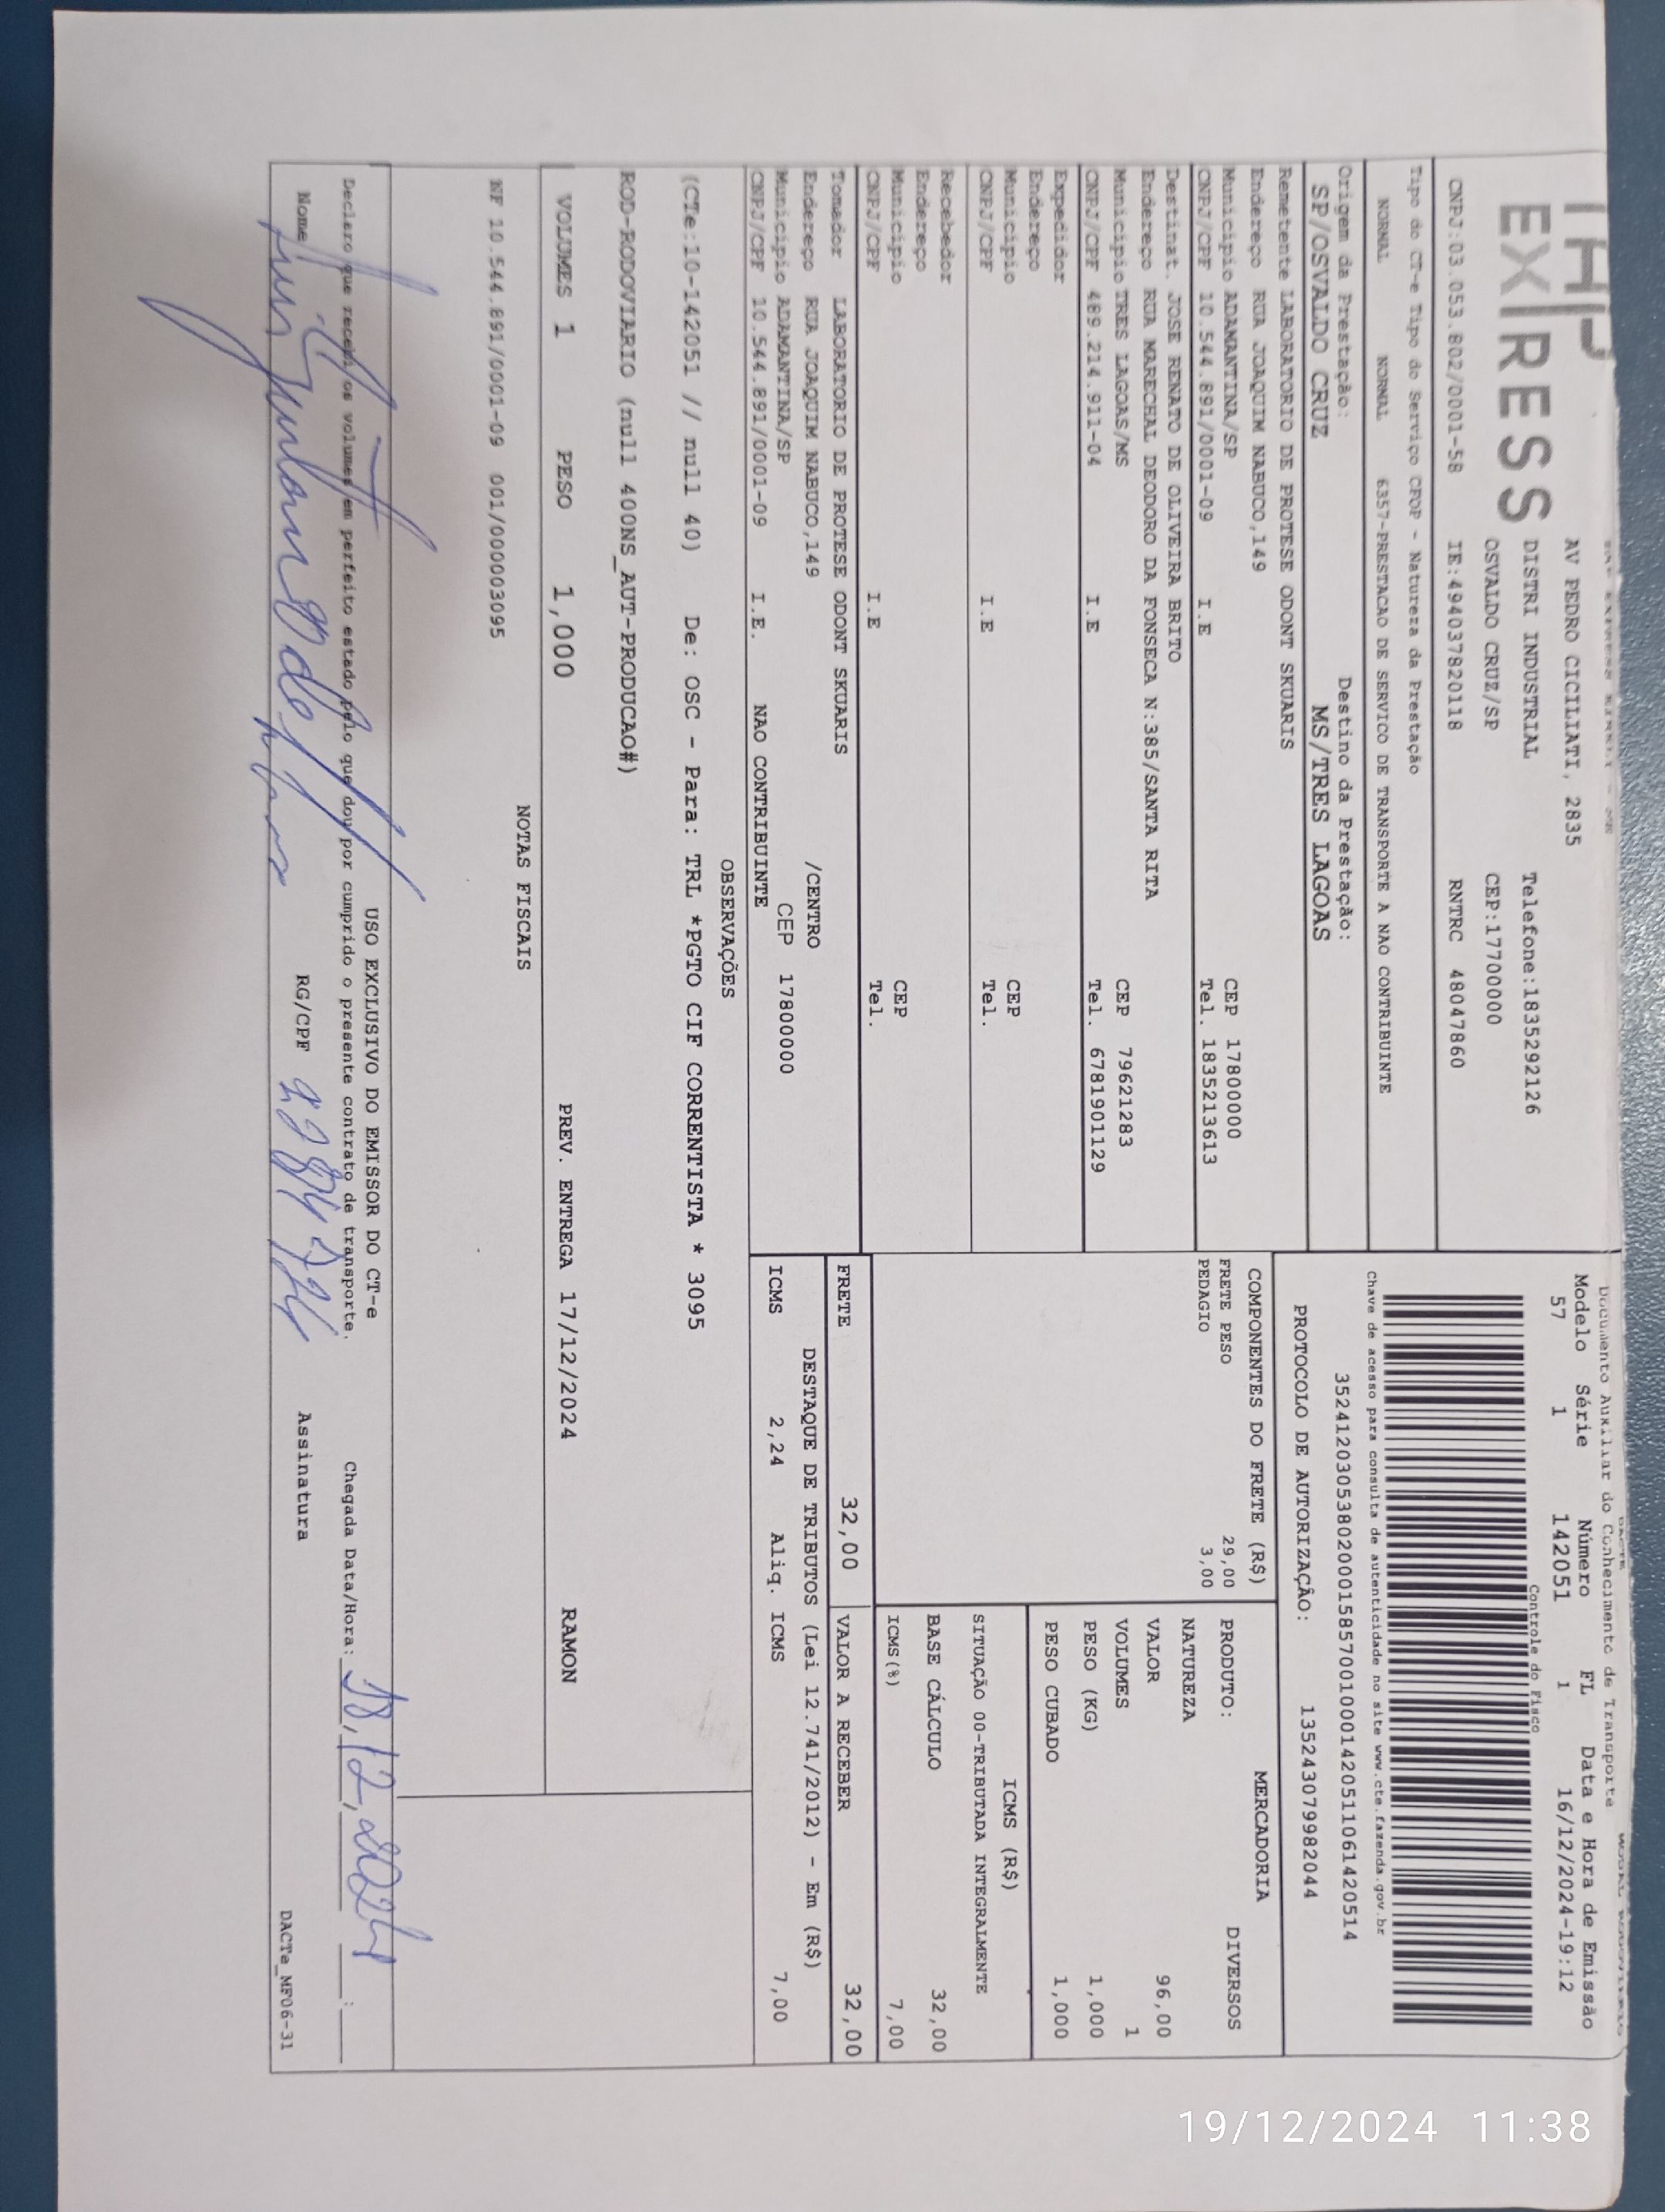 THP
EXPRESS
AV PEDRO CICILIATI, 2835
DISTRI INDUSTRIAL Telefone:1835292126
OSVALDO CRUZ/SP CEP:17700000
CNPJ:03.053.802/0001-58 IE:494037820118 RNTRC 48047860
Tipo do CT-e Tipo do Serviço CFOP - Natureza da Prestação
NORMAL NORMAL 6357-PRESTACAO DE SERVICO DE TRANSPORTE A NAO CONTRIBUINTE
Origem da Prestação: Destino da Prestação:
SP/OSVALDO CRUZ MS/TRES LAGOAS
Remetente LABORATORIO DE PROTESE ODONT SKUARIS
Endereço RUA JOAQUIM NABUCO,149
Município ADAMANTINA/SP CEP 17800000
CNPJ/CPF 10.544.891/0001-09 I.E Tel. 1835213613
Destinat. JOSE RENATO DE OLIVEIRA BRITO
Endereço RUA MARECHAL DEODORO DA FONSECA N:385/SANTA RITA
Município TRES LAGOAS/MS CEP 79621283
CNPJ/CPF 489.214.911-04 I.E Tel. 6781901129
Expedidor
Endereço
Município CEP
CNPJ/CPF I.E Tel.
Recebedor
Endereço
Município CEP
CNPJ/CPF I.E Tel.
Tomador LABORATORIO DE PROTESE ODONT SKUARIS
Endereço RUA JOAQUIM NABUCO,149 /CENTRO
Município ADAMANTINA/SP CEP 17800000
CNPJ/CPF 10.544.891/0001-09 I.E. NAO CONTRIBUINTE
Documento Auxiliar do Conhecimento de Transporte
Modelo Série Número FL Data e Hora de Emissão
57 1 142051 1 16/12/2024-19:12
Controle do Fisco
Chave de acesso para consulta de autenticidade no site www.cte.fazenda.gov.br
35241203053802000158570010001420511061420514
PROTOCOLO DE AUTORIZAÇÃO: 135243079982044
COMPONENTES DO FRETE (R$)
FRETE PESO 29,00
PEDAGIO 3,00
MERCADORIA
PRODUTO: DIVERSOS
NATUREZA
VALOR 96,00
VOLUMES 1
PESO (KG) 1,000
PESO CUBADO 1,000
ICMS (R$)
SITUAÇÃO 00-TRIBUTADA INTEGRALMENTE
BASE CÁLCULO 32,00
ICMS(%) 7,00
FRETE 32,00 VALOR A RECEBER 32,00
DESTAQUE DE TRIBUTOS (Lei 12.741/2012) - Em (R$)
ICMS 2,24 Aliq. ICMS 7,00
OBSERVAÇÕES
(CTe:10-142051 // null 40) De: OSC - Para: TRL *PGTO CIF CORRENTISTA * 3095
ROD-RODOVIARIO (null 400NS_AUT-PRODUCAO#)
VOLUMES 1 PESO 1,000 PREV. ENTREGA 17/12/2024 RAMON
NOTAS FISCAIS
NF 10.544.891/0001-09 001/000003095
USO EXCLUSIVO DO EMISSOR DO CT-e
Declaro que recebi os volumes em perfeito estado pelo que dou por cumprido o presente contrato de transporte. Chegada Data/Hora: 18,12,2024 :
Nome RG/CPF Assinatura
DACTe_MF06-31
19/12/2024 11:38